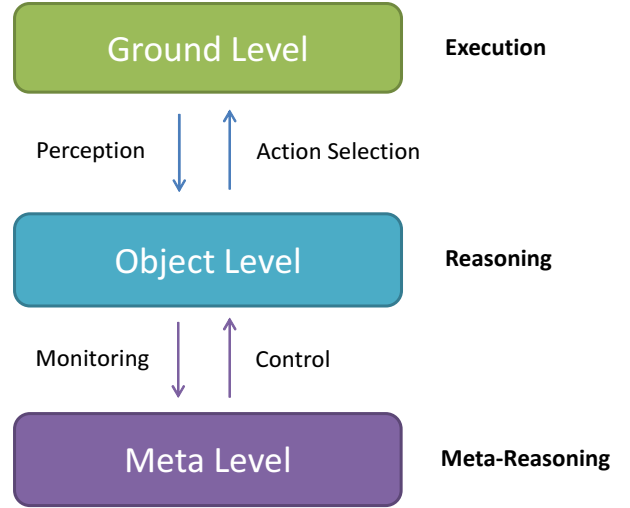 Ground Level
Execution
Perception
Action Selection
Object Level
Reasoning
Monitoring
Control
Meta Level
Meta-Reasoning